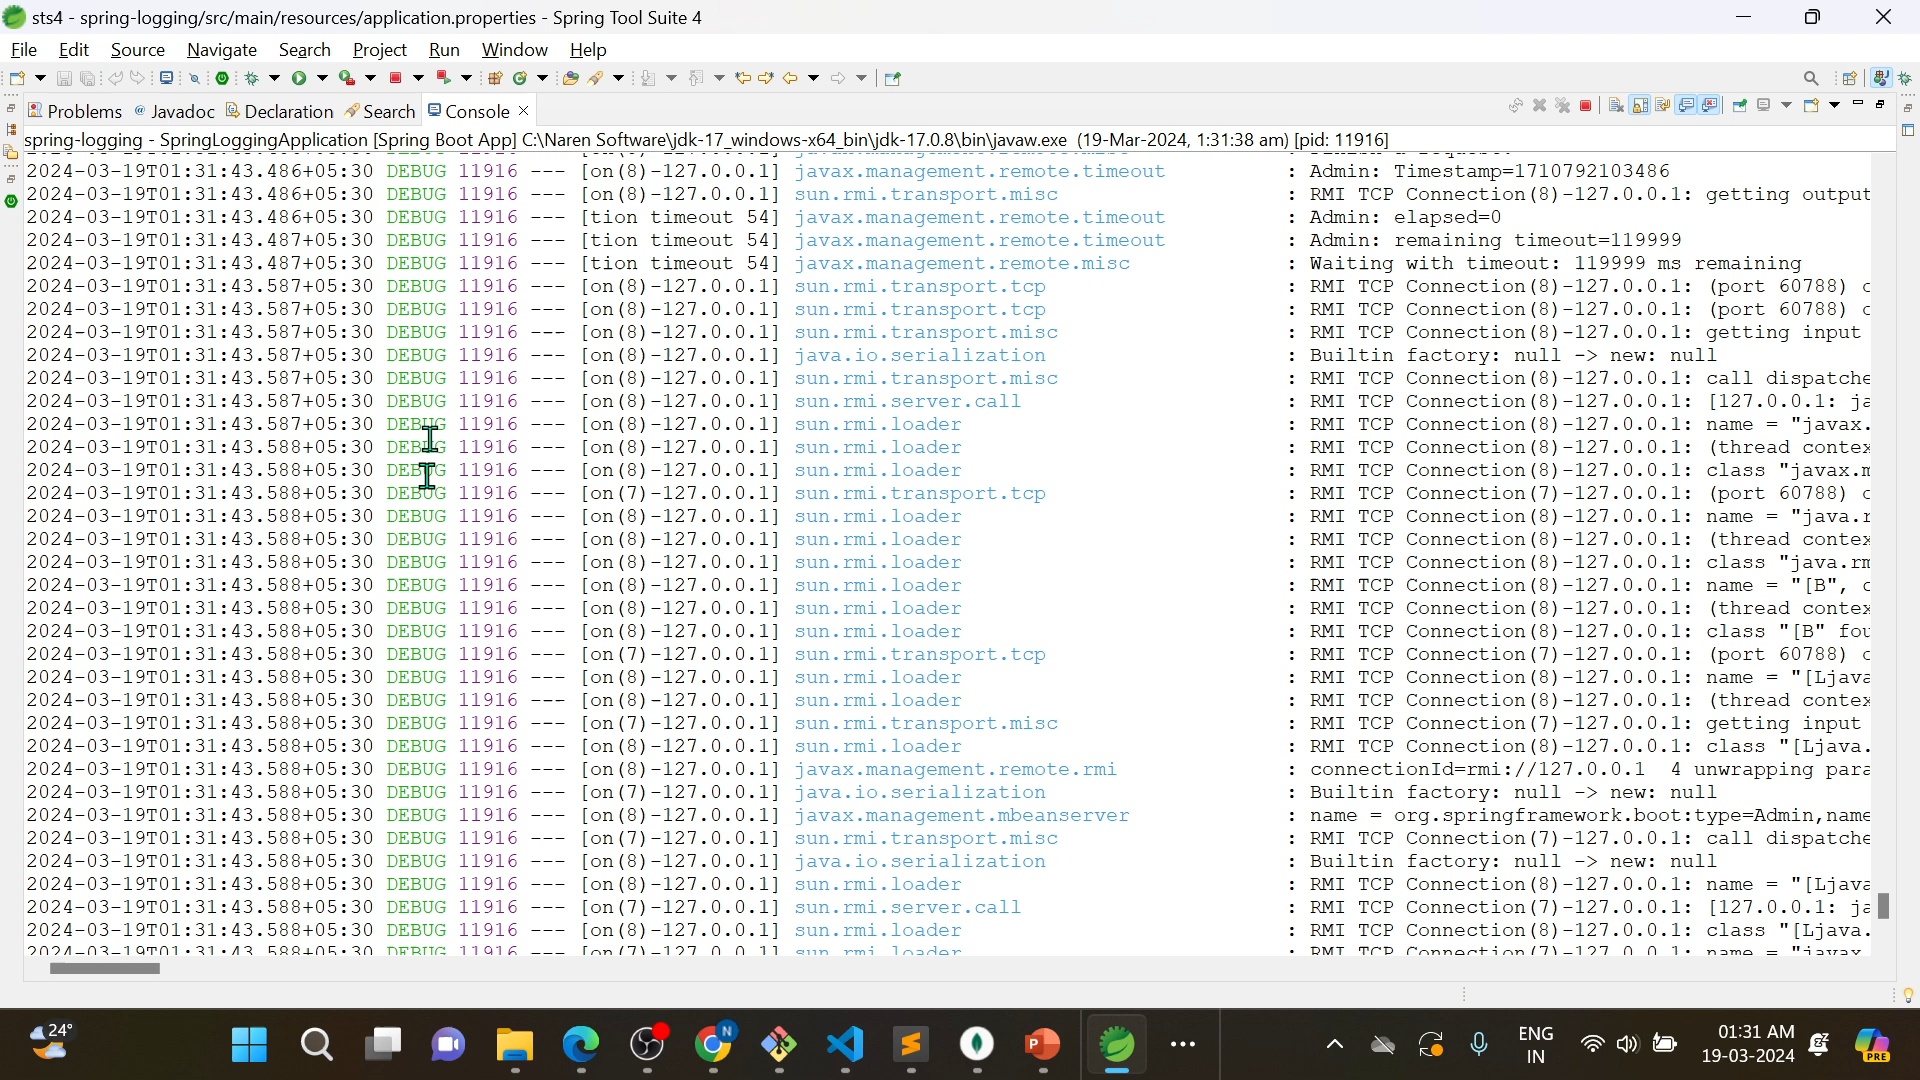 sts4 - spring-logging/src/main/resources/application.properties - Spring Tool Suite 4
File Edit Source Navigate Search Project Run Window Help
Problems @ Javadoc Declaration Search Console
spring-logging - SpringLoggingApplication [Spring Boot App] C:\Naren Software\jdk-17_windows-x64_bin\jdk-17.0.8\bin\javaw.exe (19-Mar-2024, 1:31:38 am) [pid: 11916]
2024-03-19T01:31:43.486+05:30 DEBUG 11916 --- [on(8)-127.0.0.1] javax.management.remote.timeout : Admin: Timestamp=1710792103486
2024-03-19T01:31:43.486+05:30 DEBUG 11916 --- [on(8)-127.0.0.1] sun.rmi.transport.misc : RMI TCP Connection(8)-127.0.0.1: getting output
2024-03-19T01:31:43.486+05:30 DEBUG 11916 --- [tion timeout 54] javax.management.remote.timeout : Admin: elapsed=0
2024-03-19T01:31:43.487+05:30 DEBUG 11916 --- [tion timeout 54] javax.management.remote.timeout : Admin: remaining timeout=119999
2024-03-19T01:31:43.487+05:30 DEBUG 11916 --- [tion timeout 54] javax.management.remote.misc : Waiting with timeout: 119999 ms remaining
2024-03-19T01:31:43.587+05:30 DEBUG 11916 --- [on(8)-127.0.0.1] sun.rmi.transport.tcp : RMI TCP Connection(8)-127.0.0.1: (port 60788) c
2024-03-19T01:31:43.587+05:30 DEBUG 11916 --- [on(8)-127.0.0.1] sun.rmi.transport.tcp : RMI TCP Connection(8)-127.0.0.1: (port 60788) c
2024-03-19T01:31:43.587+05:30 DEBUG 11916 --- [on(8)-127.0.0.1] sun.rmi.transport.misc : RMI TCP Connection(8)-127.0.0.1: getting input
2024-03-19T01:31:43.587+05:30 DEBUG 11916 --- [on(8)-127.0.0.1] java.io.serialization : Builtin factory: null -> new: null
2024-03-19T01:31:43.587+05:30 DEBUG 11916 --- [on(8)-127.0.0.1] sun.rmi.transport.misc : RMI TCP Connection(8)-127.0.0.1: call dispatche
2024-03-19T01:31:43.587+05:30 DEBUG 11916 --- [on(8)-127.0.0.1] sun.rmi.server.call : RMI TCP Connection(8)-127.0.0.1: [127.0.0.1: ja
2024-03-19T01:31:43.587+05:30 DEBUG 11916 --- [on(8)-127.0.0.1] sun.rmi.loader : RMI TCP Connection(8)-127.0.0.1: name = "javax.
2024-03-19T01:31:43.588+05:30 DEBUG 11916 --- [on(8)-127.0.0.1] sun.rmi.loader : RMI TCP Connection(8)-127.0.0.1: (thread contex
2024-03-19T01:31:43.588+05:30 DEBUG 11916 --- [on(8)-127.0.0.1] sun.rmi.loader : RMI TCP Connection(8)-127.0.0.1: class "javax.m
2024-03-19T01:31:43.588+05:30 DEBUG 11916 --- [on(7)-127.0.0.1] sun.rmi.transport.tcp : RMI TCP Connection(7)-127.0.0.1: (port 60788) c
2024-03-19T01:31:43.588+05:30 DEBUG 11916 --- [on(8)-127.0.0.1] sun.rmi.loader : RMI TCP Connection(8)-127.0.0.1: name = "java.r
2024-03-19T01:31:43.588+05:30 DEBUG 11916 --- [on(8)-127.0.0.1] sun.rmi.loader : RMI TCP Connection(8)-127.0.0.1: (thread contex
2024-03-19T01:31:43.588+05:30 DEBUG 11916 --- [on(8)-127.0.0.1] sun.rmi.loader : RMI TCP Connection(8)-127.0.0.1: class "java.rm
2024-03-19T01:31:43.588+05:30 DEBUG 11916 --- [on(8)-127.0.0.1] sun.rmi.loader : RMI TCP Connection(8)-127.0.0.1: name = "[B", c
2024-03-19T01:31:43.588+05:30 DEBUG 11916 --- [on(8)-127.0.0.1] sun.rmi.loader : RMI TCP Connection(8)-127.0.0.1: (thread contex
2024-03-19T01:31:43.588+05:30 DEBUG 11916 --- [on(8)-127.0.0.1] sun.rmi.loader : RMI TCP Connection(8)-127.0.0.1: class "[B" fou
2024-03-19T01:31:43.588+05:30 DEBUG 11916 --- [on(7)-127.0.0.1] sun.rmi.transport.tcp : RMI TCP Connection(7)-127.0.0.1: (port 60788) c
2024-03-19T01:31:43.588+05:30 DEBUG 11916 --- [on(8)-127.0.0.1] sun.rmi.loader : RMI TCP Connection(8)-127.0.0.1: name = "[Ljava
2024-03-19T01:31:43.588+05:30 DEBUG 11916 --- [on(8)-127.0.0.1] sun.rmi.loader : RMI TCP Connection(8)-127.0.0.1: (thread contex
2024-03-19T01:31:43.588+05:30 DEBUG 11916 --- [on(7)-127.0.0.1] sun.rmi.transport.misc : RMI TCP Connection(7)-127.0.0.1: getting input
2024-03-19T01:31:43.588+05:30 DEBUG 11916 --- [on(8)-127.0.0.1] sun.rmi.loader : RMI TCP Connection(8)-127.0.0.1: class "[Ljava.
2024-03-19T01:31:43.588+05:30 DEBUG 11916 --- [on(8)-127.0.0.1] javax.management.remote.rmi : connectionId=rmi://127.0.0.1 4 unwrapping para
2024-03-19T01:31:43.588+05:30 DEBUG 11916 --- [on(7)-127.0.0.1] java.io.serialization : Builtin factory: null -> new: null
2024-03-19T01:31:43.588+05:30 DEBUG 11916 --- [on(8)-127.0.0.1] javax.management.mbeanserver : name = org.springframework.boot:type=Admin,name
2024-03-19T01:31:43.588+05:30 DEBUG 11916 --- [on(7)-127.0.0.1] sun.rmi.transport.misc : RMI TCP Connection(7)-127.0.0.1: call dispatche
2024-03-19T01:31:43.588+05:30 DEBUG 11916 --- [on(8)-127.0.0.1] java.io.serialization : Builtin factory: null -> new: null
2024-03-19T01:31:43.588+05:30 DEBUG 11916 --- [on(8)-127.0.0.1] sun.rmi.loader : RMI TCP Connection(8)-127.0.0.1: name = "[Ljava
2024-03-19T01:31:43.588+05:30 DEBUG 11916 --- [on(7)-127.0.0.1] sun.rmi.server.call : RMI TCP Connection(7)-127.0.0.1: [127.0.0.1: ja
2024-03-19T01:31:43.588+05:30 DEBUG 11916 --- [on(8)-127.0.0.1] sun.rmi.loader : RMI TCP Connection(8)-127.0.0.1: class "[Ljava.
2024-03-19T01:31:43.588+05:30 DEBUG 11916 --- [on(7)-127.0.0.1] sun.rmi.loader : RMI TCP Connection(7)-127.0.0.1: name = "javax
24°
N
P
ENG
IN
01:31 AM
19-03-2024
PRE